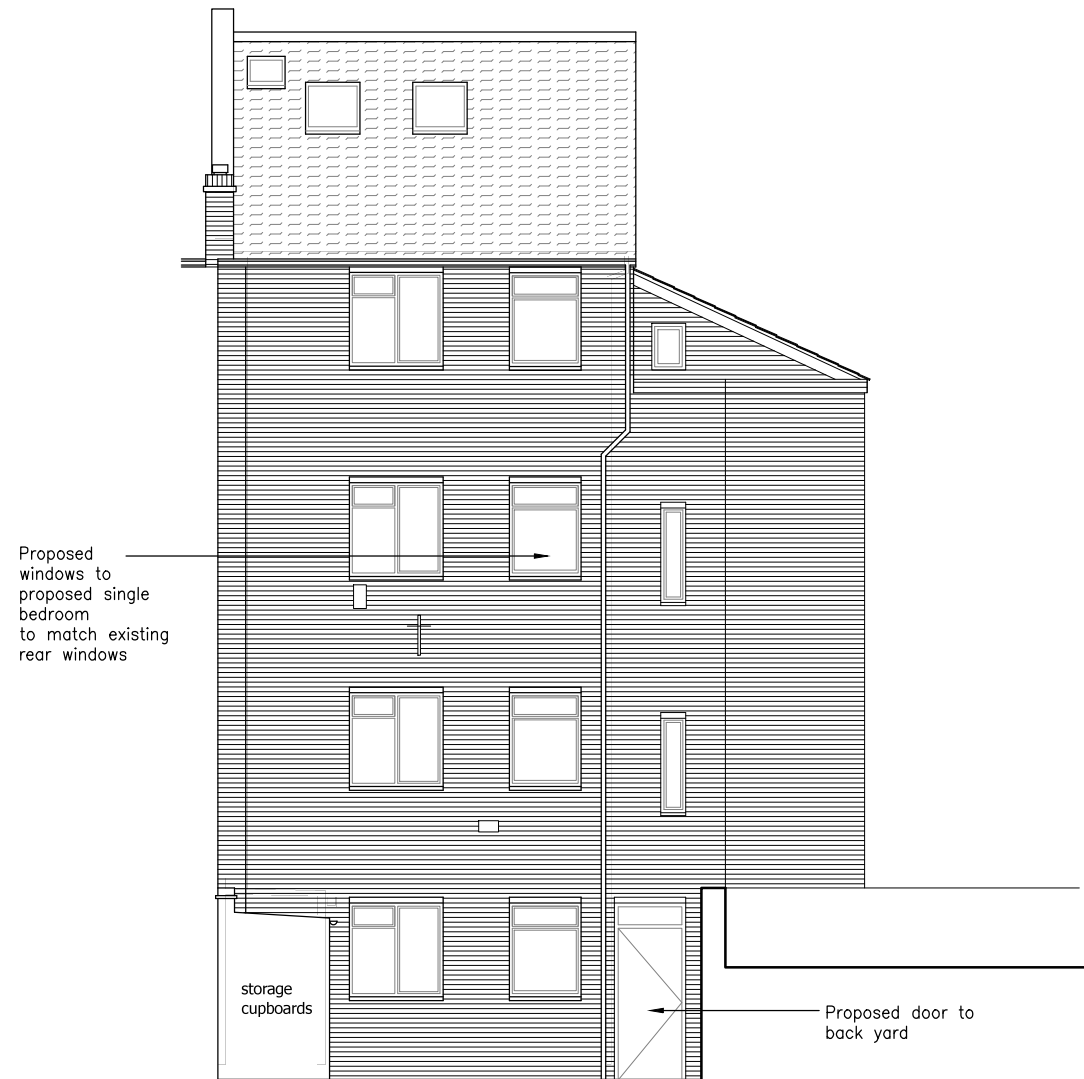 Proposed
windows to
proposed single
bedroom
to match existing
rear windows
storage
cupboards
Proposed door to
back yard